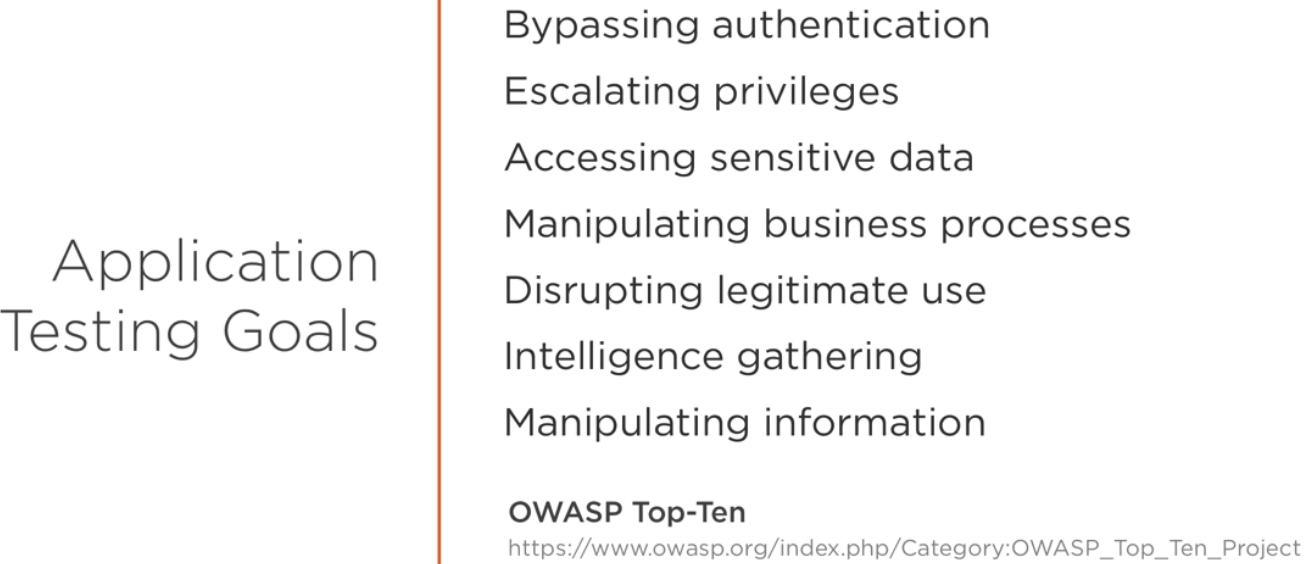 Application
Testing Goals
Bypassing authentication
Escalating privileges
Accessing sensitive data
Manipulating business processes
Disrupting legitimate use
Intelligence gathering
Manipulating information
OWASP Top-Ten
https://www.owasp.org/index.php/Category:OWASP_Top_Ten_Project